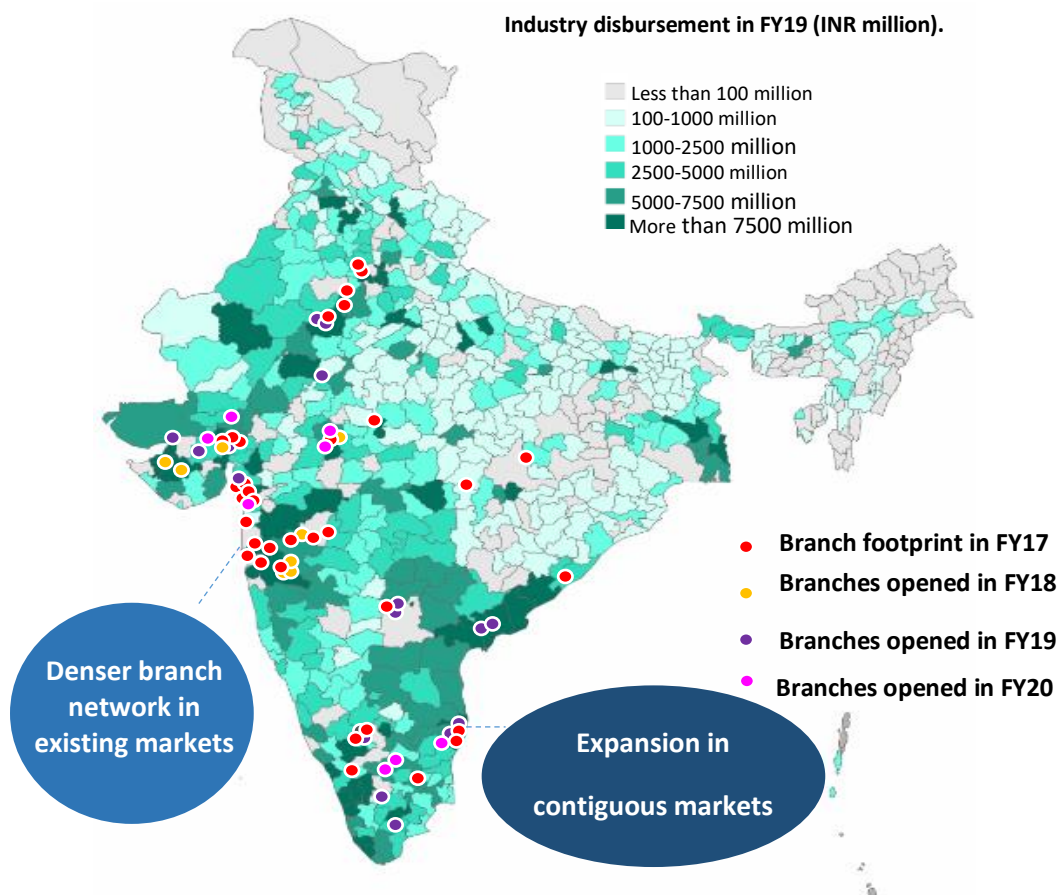 Industry disbursement in FY19 (INR million).
Less than 100 million
100-1000 million
1000-2500 million
2500-5000 million
5000-7500 million
More than 7500 million
Branch footprint in FY17
Branches opened in FY18
Branches opened in FY19
Branches opened in FY20
Denser branch
network in
existing markets
Expansion in
contiguous markets